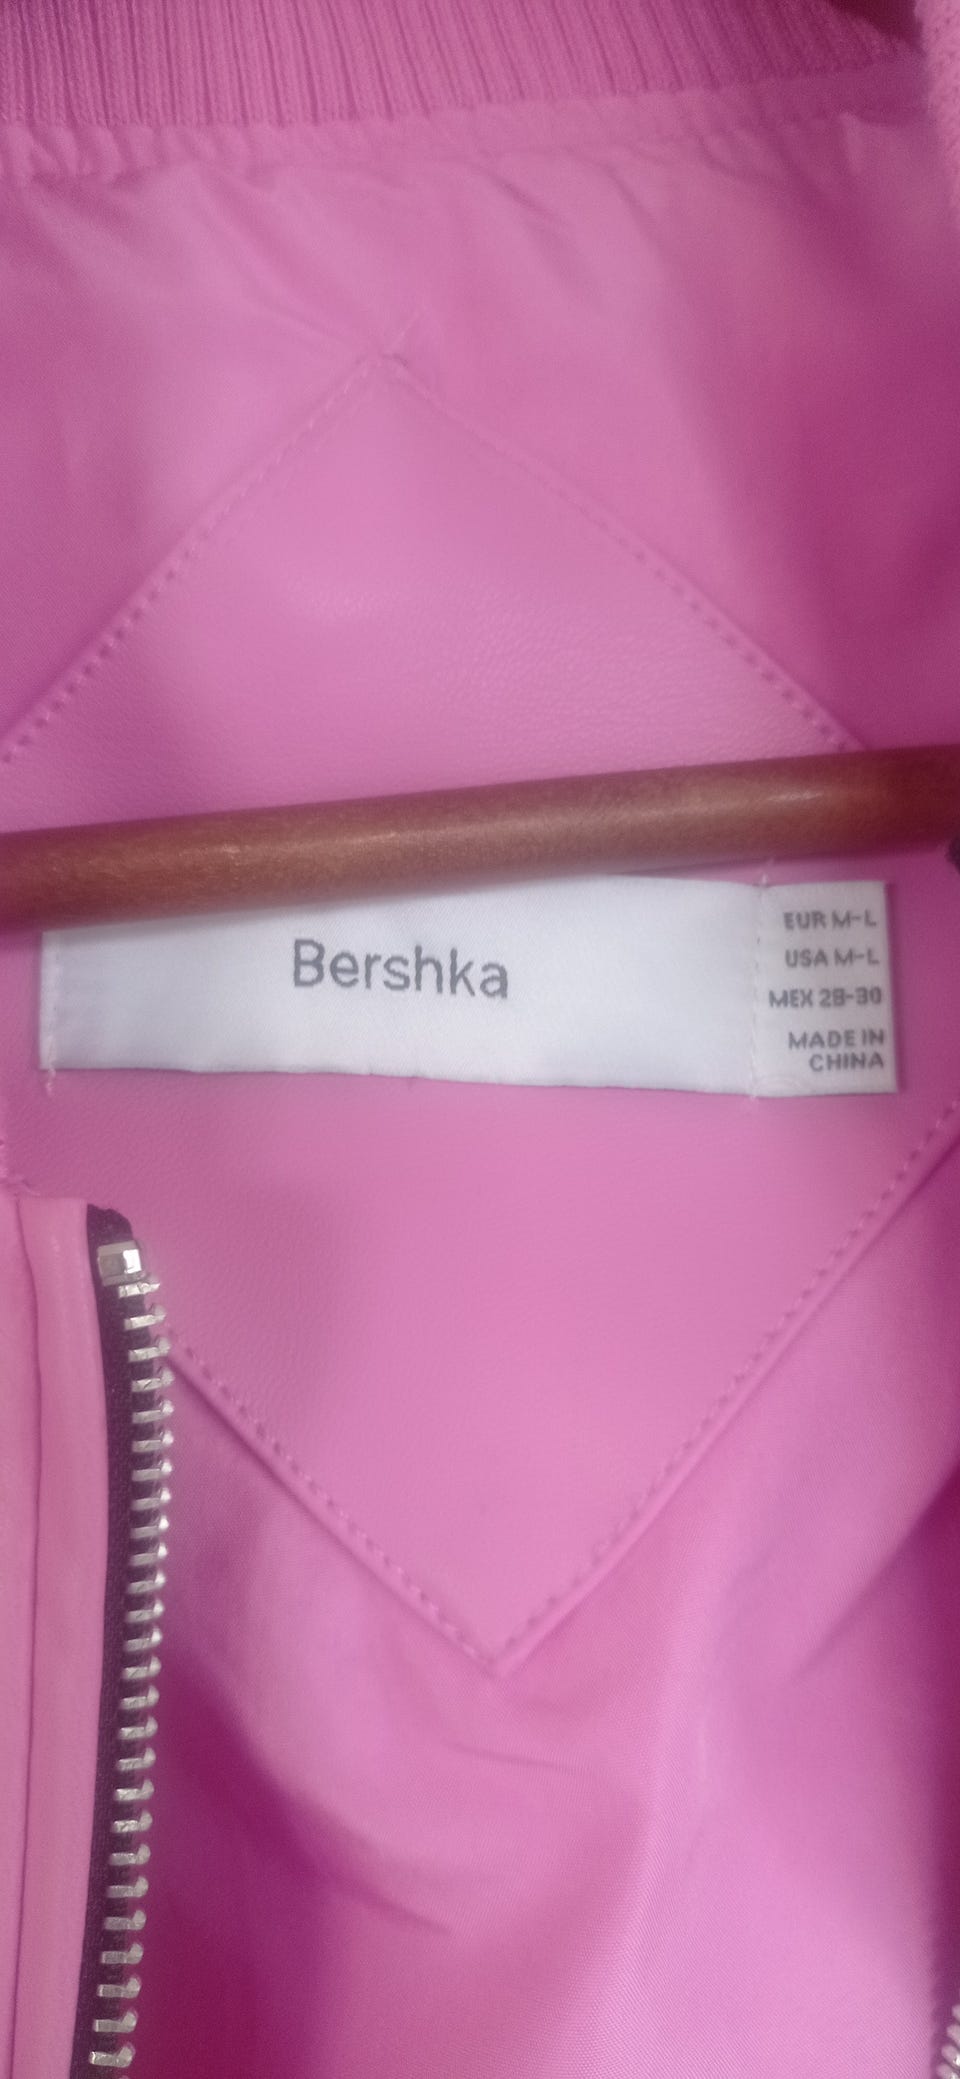 Bershka
EUR M-L
USA M-L
MEX 28-30
MADE IN
CHINA